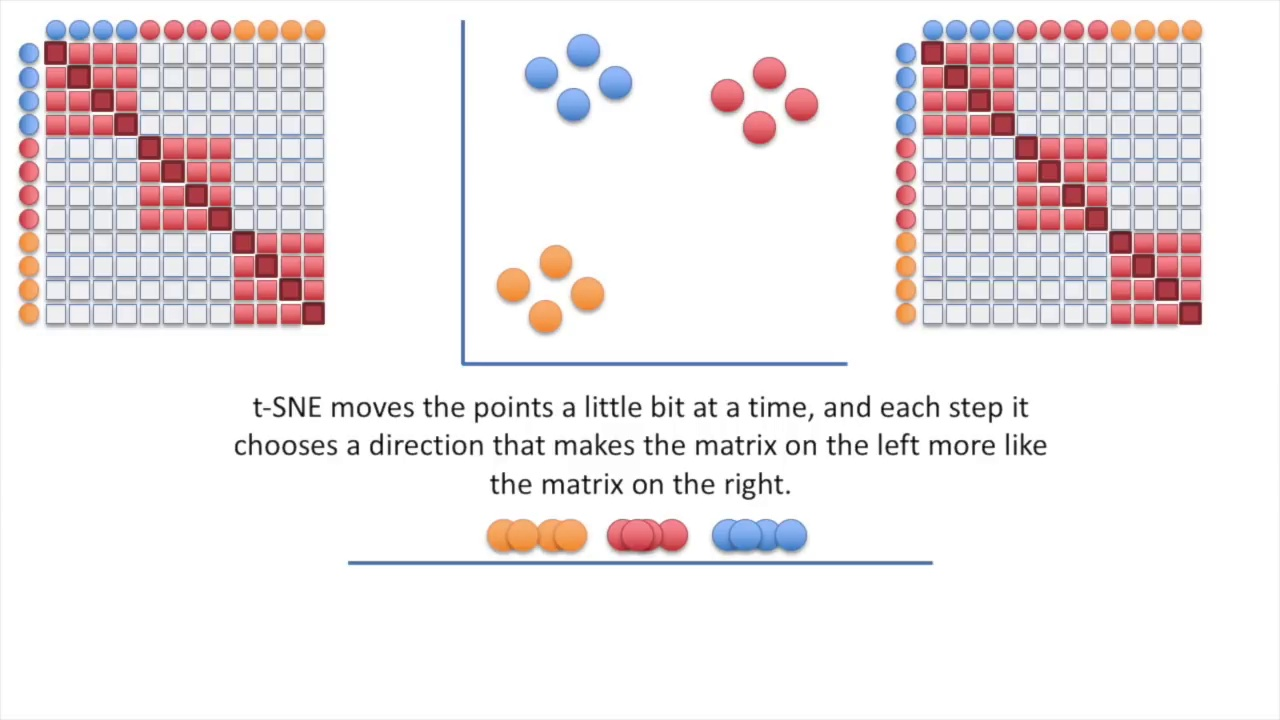 t-SNE moves the points a little bit at a time, and each step it
chooses a direction that makes the matrix on the left more like
the matrix on the right.